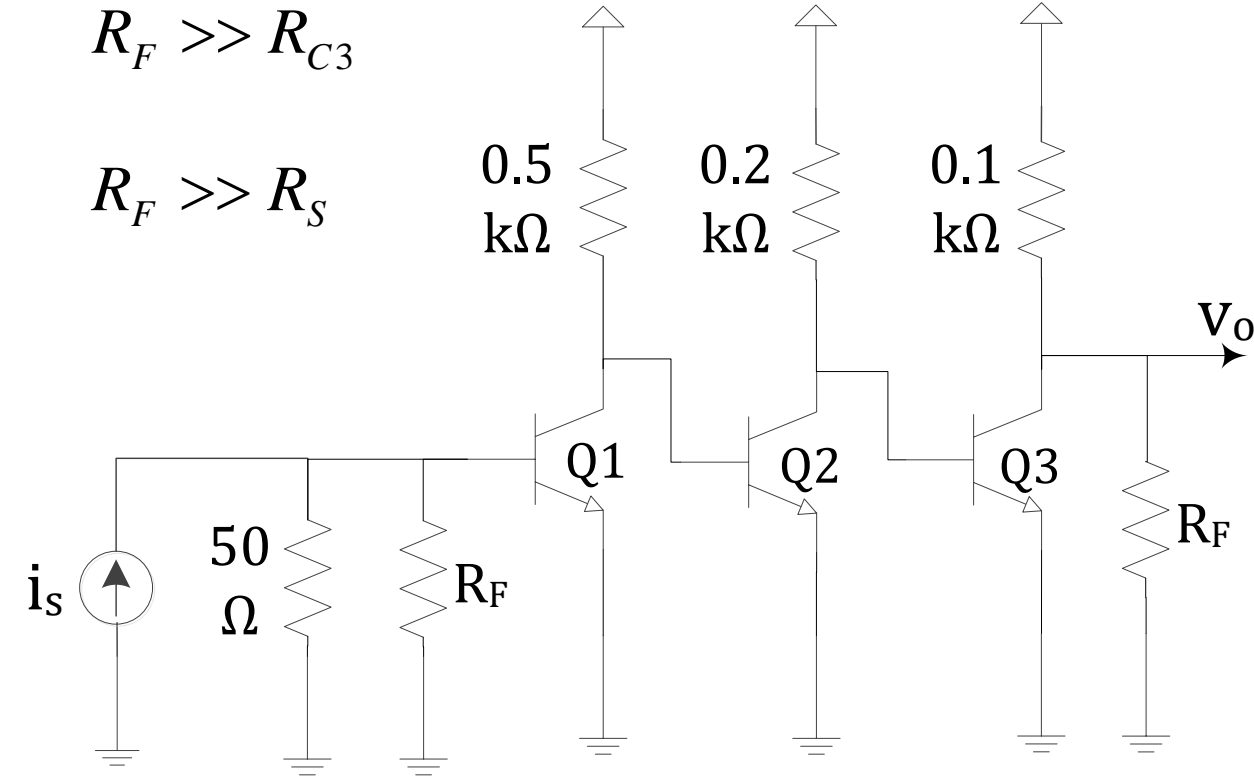 R_F >> R_C3
R_F >> R_S
0.5
kΩ
0.2
kΩ
0.1
kΩ
v_o
Q1
Q2
Q3
50
Ω
R_F
R_F
i_s